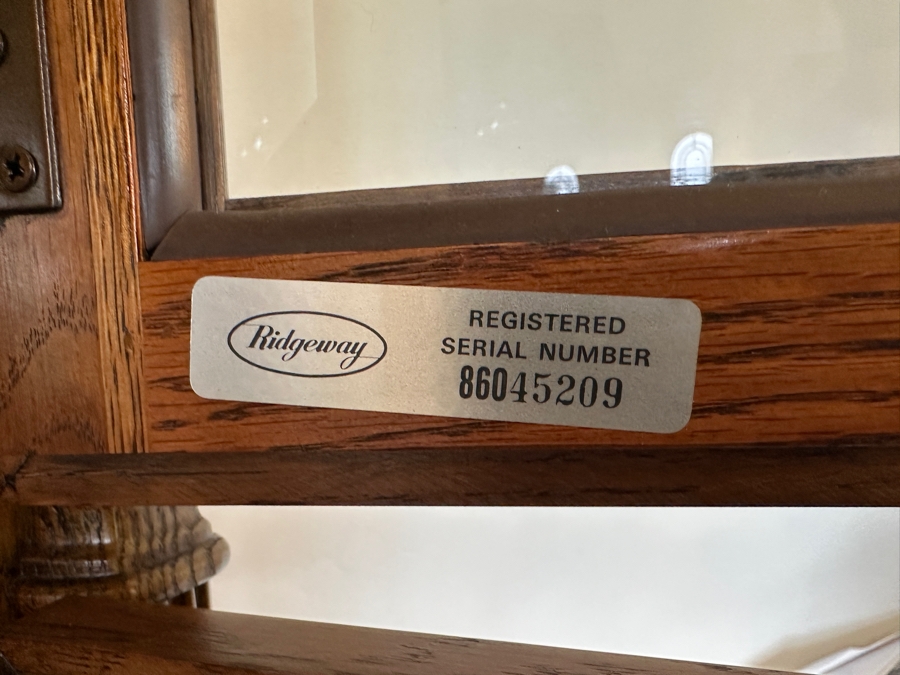 Ridgeway
REGISTERED
SERIAL NUMBER
86045209